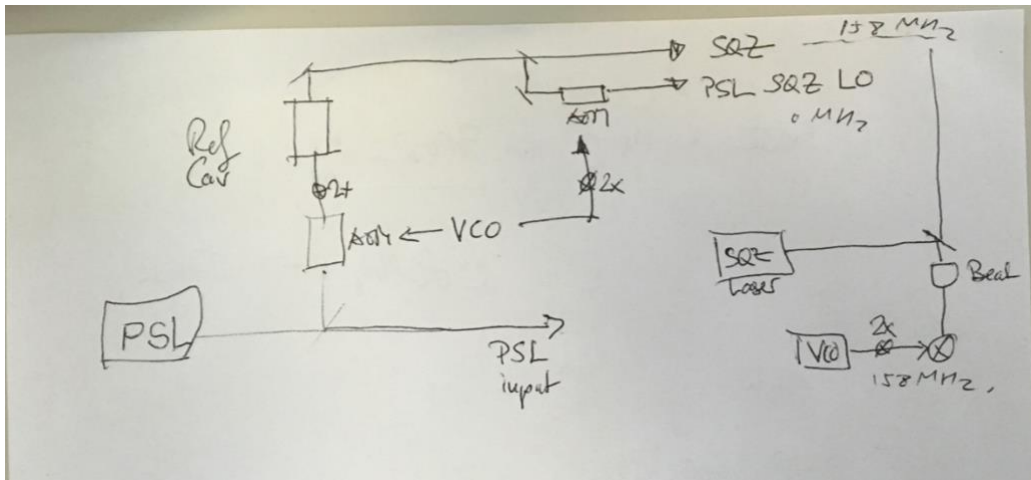 158 MHz
SQZ
PSL SQZ LO
0 MHz
AOM
Ref
Cav
2x
2x
AOM ← VCO
SQZ
Laser
Beat
PSL
PSL
input
VCO
2x
158 MHz